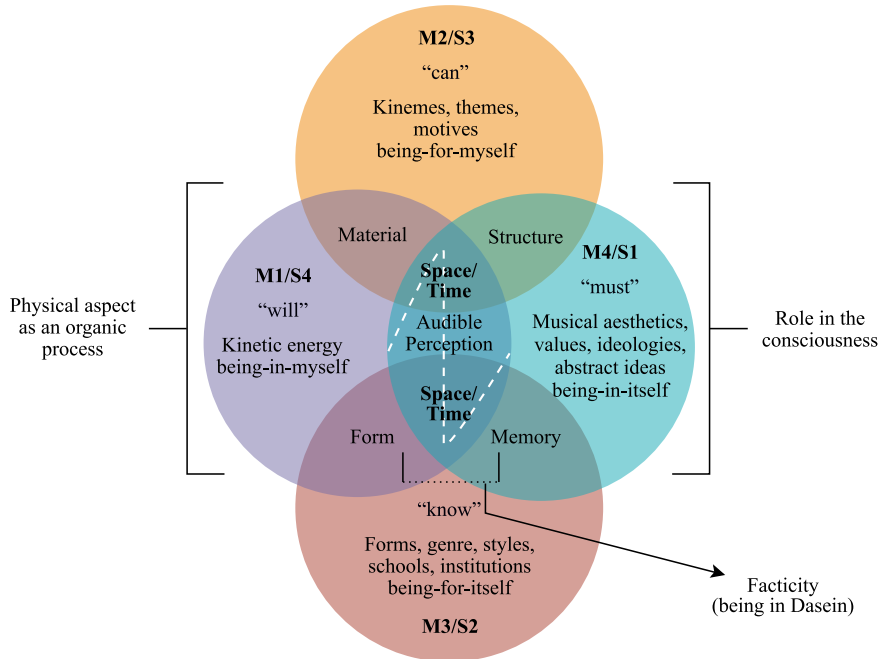 M2/S3
“can”
Kinemes, themes,
motives
being-for-myself
Material
Structure
M1/S4
“will”
Kinetic energy
being-in-myself
Space/
Time
Audible
Perception
Space/
Time
M4/S1
“must”
Musical aesthetics,
values, ideologies,
abstract ideas
being-in-itself
Physical aspect
as an organic
process
Role in the
consciousness
Form
Memory
“know”
Forms, genre, styles,
schools, institutions
being-for-itself
M3/S2
Facticity
(being in Dasein)